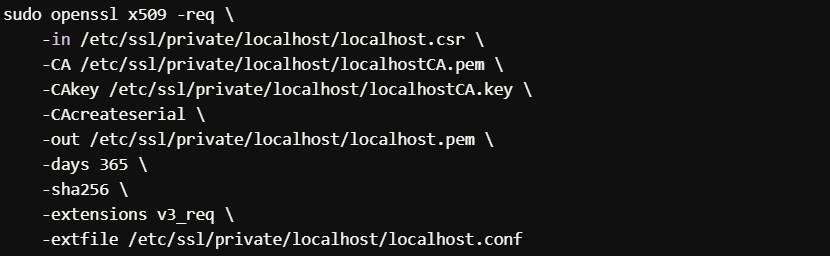 sudo openssl x509 -req \
    -in /etc/ssl/private/localhost/localhost.csr \
    -CA /etc/ssl/private/localhost/localhostCA.pem \
    -CAkey /etc/ssl/private/localhost/localhostCA.key \
    -CAcreateserial \
    -out /etc/ssl/private/localhost/localhost.pem \
    -days 365 \
    -sha256 \
    -extensions v3_req \
    -extfile /etc/ssl/private/localhost/localhost.conf